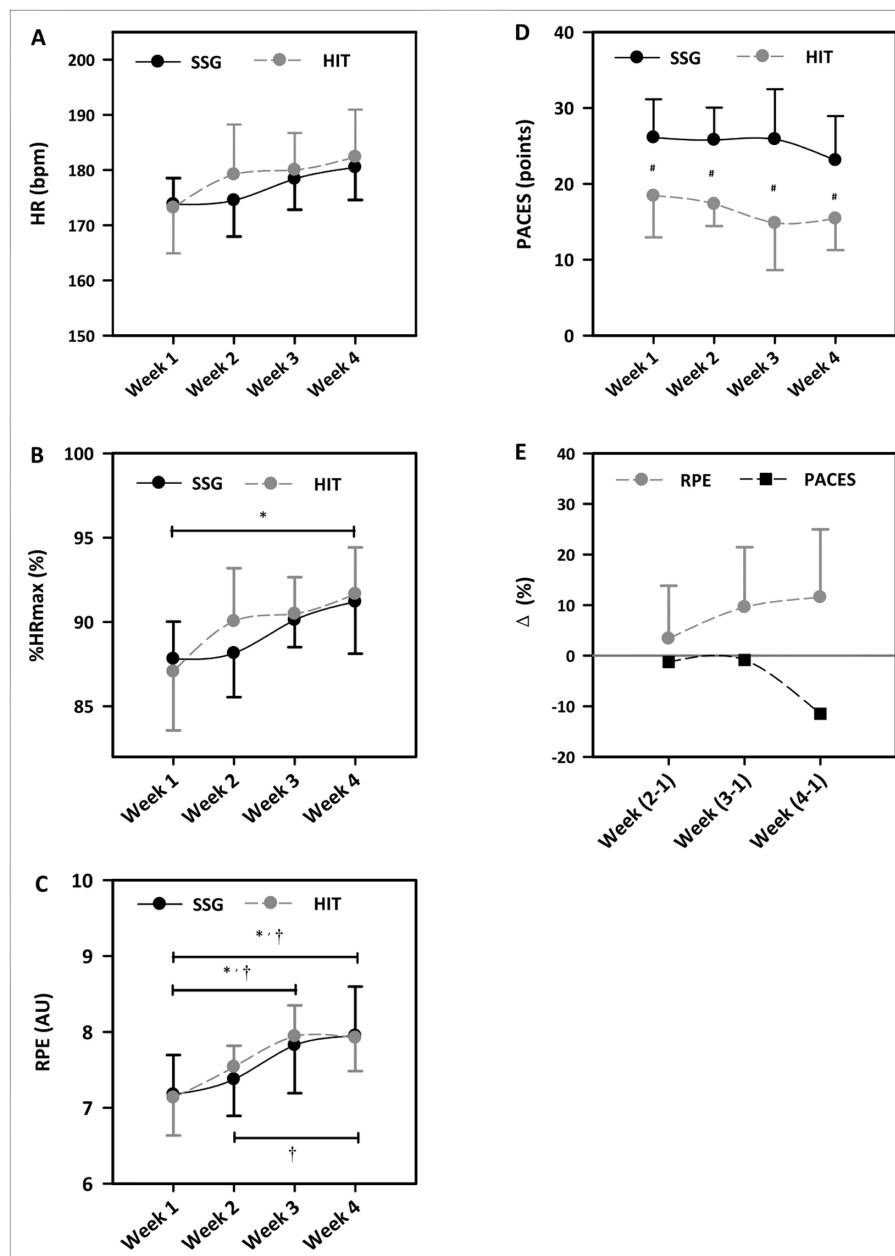 A
SSG HIT
HR (bpm)
200
190
180
170
160
150
Week 1
Week 2
Week 3
Week 4
B
SSG HIT
*
%HRmax (%)
100
95
90
85
Week 1
Week 2
Week 3
Week 4
C
SSG HIT
*, †
*, †
†
RPE (AU)
10
9
8
7
6
Week 1
Week 2
Week 3
Week 4
D
SSG HIT
PACES (points)
40
30
20
10
0
# # # #
Week 1
Week 2
Week 3
Week 4
E
RPE PACES
Δ (%)
40
30
20
10
0
-10
-20
Week (2-1)
Week (3-1)
Week (4-1)